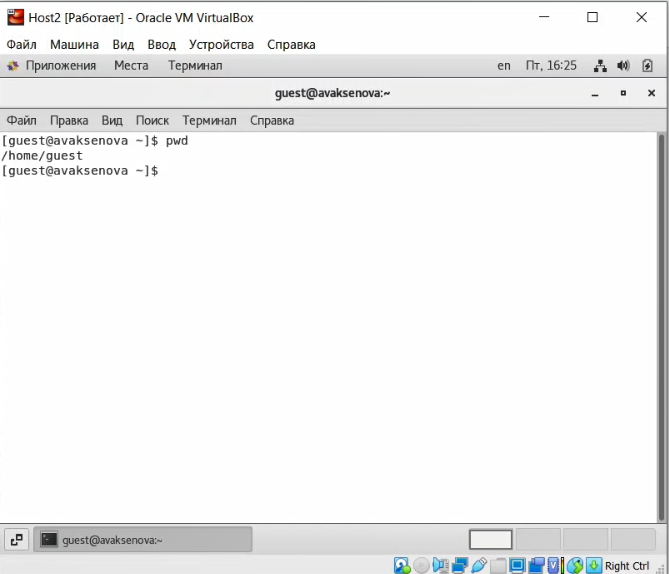 Host2 [Работает] - Oracle VM VirtualBox
Файл Машина Вид Ввод Устройства Справка
Приложения Места Терминал en Пт, 16:25
guest@avaksenova:~
Файл Правка Вид Поиск Терминал Справка
[guest@avaksenova ~]$ pwd
/home/guest
[guest@avaksenova ~]$
guest@avaksenova:~
Right Ctrl